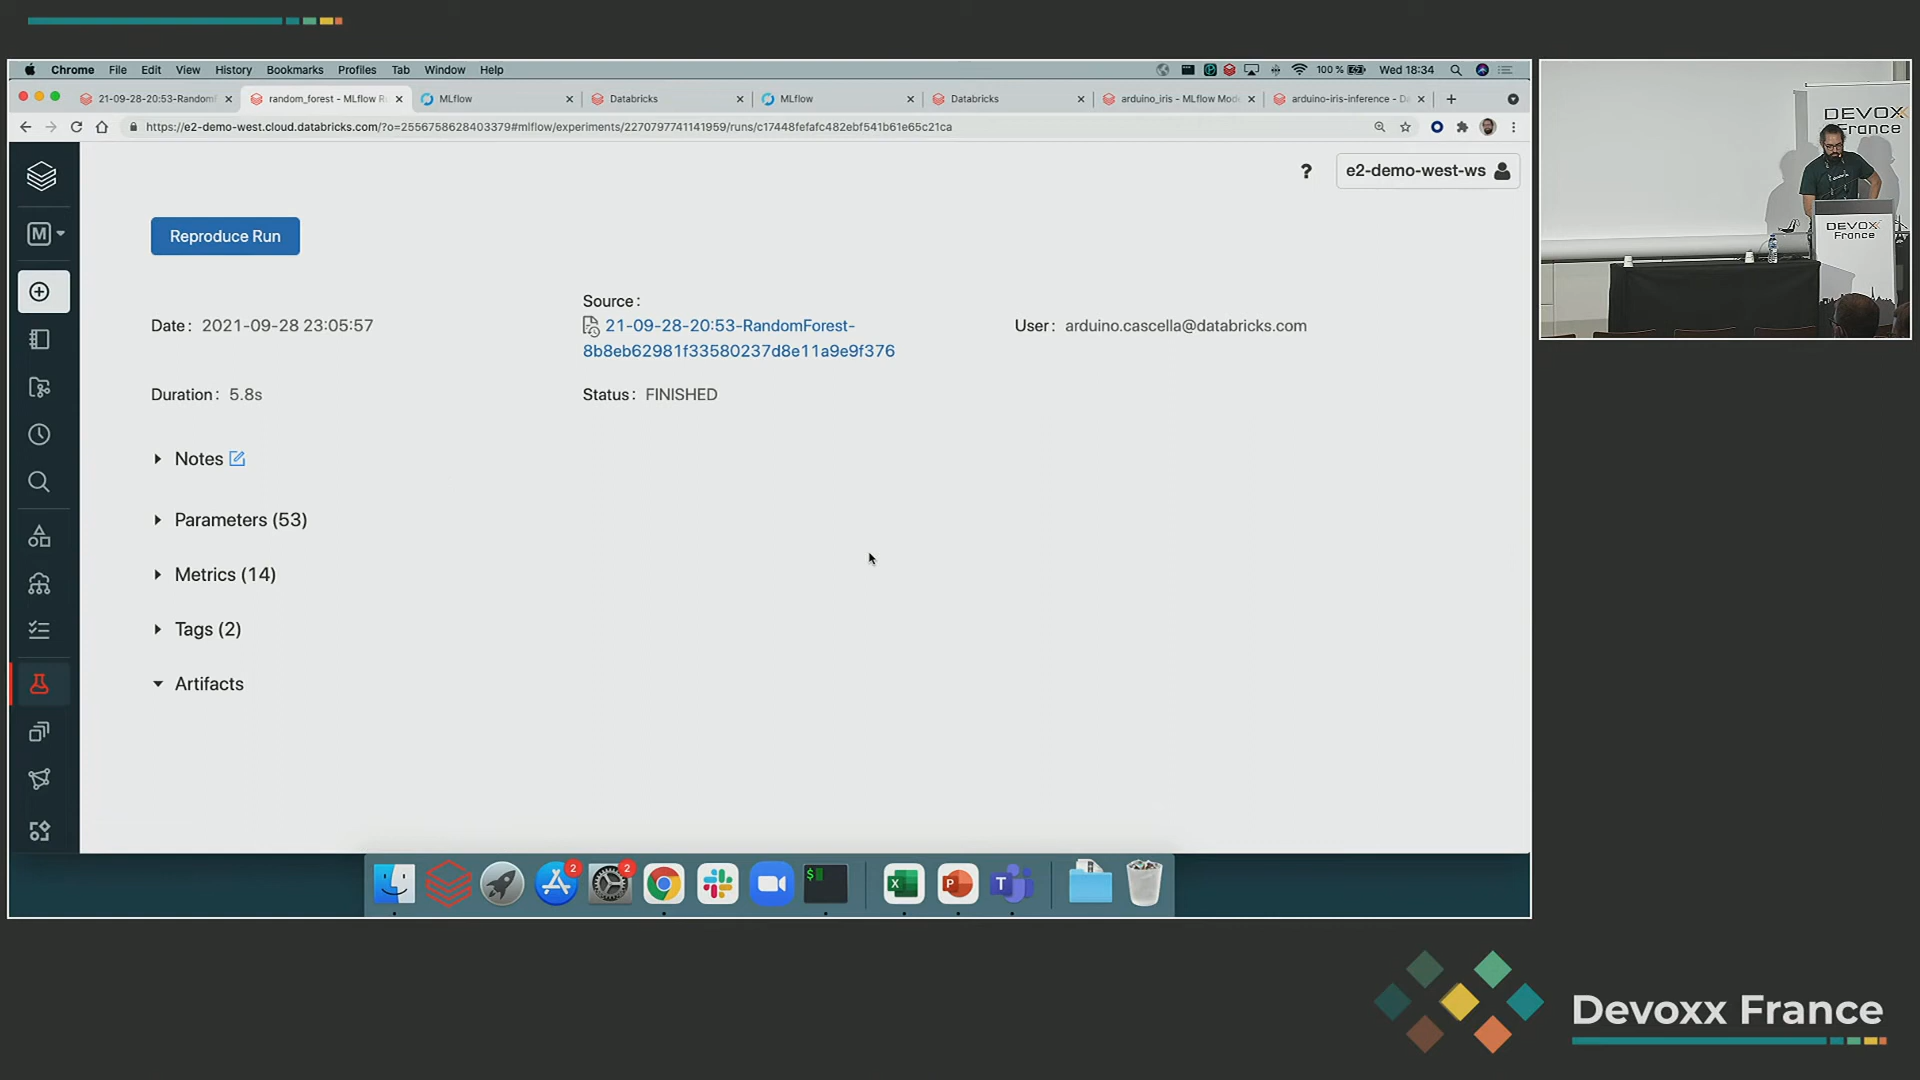 Chrome File Edit View History Bookmarks Profiles Tab Window Help
100 % Wed 18:34
21-09-28-20:53-RandomF
random_forest - MLflow R
MLflow
Databricks
MLflow
Databricks
arduino_iris - MLflow Mod
arduino-iris-inference - Da
https://e2-demo-west.cloud.databricks.com/?o=2556758628403379#mlflow/experiments/2270797741141959/runs/c17448fefafc482ebf541b61e65c21ca
M
? e2-demo-west-ws
Reproduce Run
Date: 2021-09-28 23:05:57
Source:
21-09-28-20:53-RandomForest-
8b8eb62981f33580237d8e11a9e9f376
User: arduino.cascella@databricks.com
Duration: 5.8s
Status: FINISHED
Notes
Parameters (53)
Metrics (14)
Tags (2)
Artifacts
2
2
$
X
P
T
DEVOXX
France
DEVOXX
France
Devoxx France